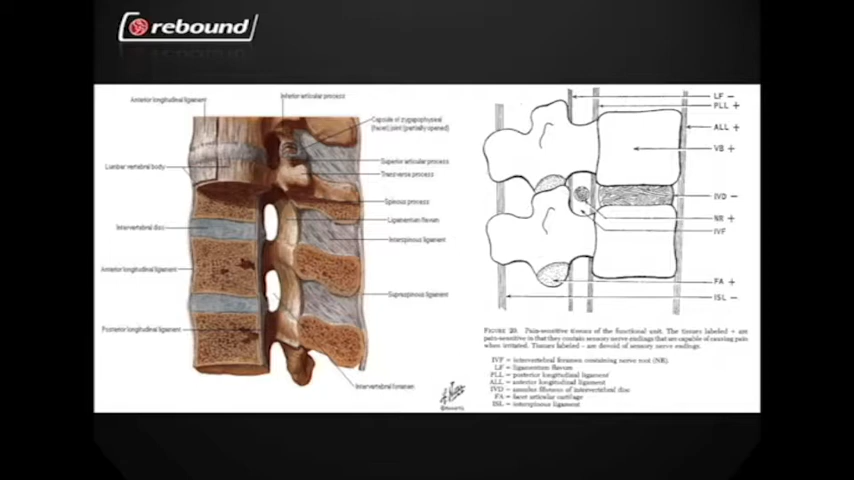 rebound
Anterior longitudinal ligament
Inferior articular process
Capsule of zygapophyseal
(facet) joint (partially opened)
Lumbar vertebral body
Superior articular process
Transverse process
Spinous process
Ligamentum flavum
Intervertebral disc
Interspinous ligament
Anterior longitudinal ligament
Supraspinous ligament
Posterior longitudinal ligament
Intervertebral foramen
LF –
PLL +
ALL +
VB +
IVD –
NR +
IVF
FA +
ISL –
FIGURE 20. Pain-sensitive tissues of the functional unit. The tissues labeled + are
pain-sensitive in that they contain sensory nerve endings that are capable of causing pain
when irritated. Tissues labeled – are devoid of sensory nerve endings.
IVF = intervertebral foramen containing nerve root (NR)
LF = ligamentum flavum
PLL = posterior longitudinal ligament
ALL = anterior longitudinal ligament
IVD = annulus fibrosus of intervertebral disc
FA = facet articular cartilage
ISL = interspinous ligament